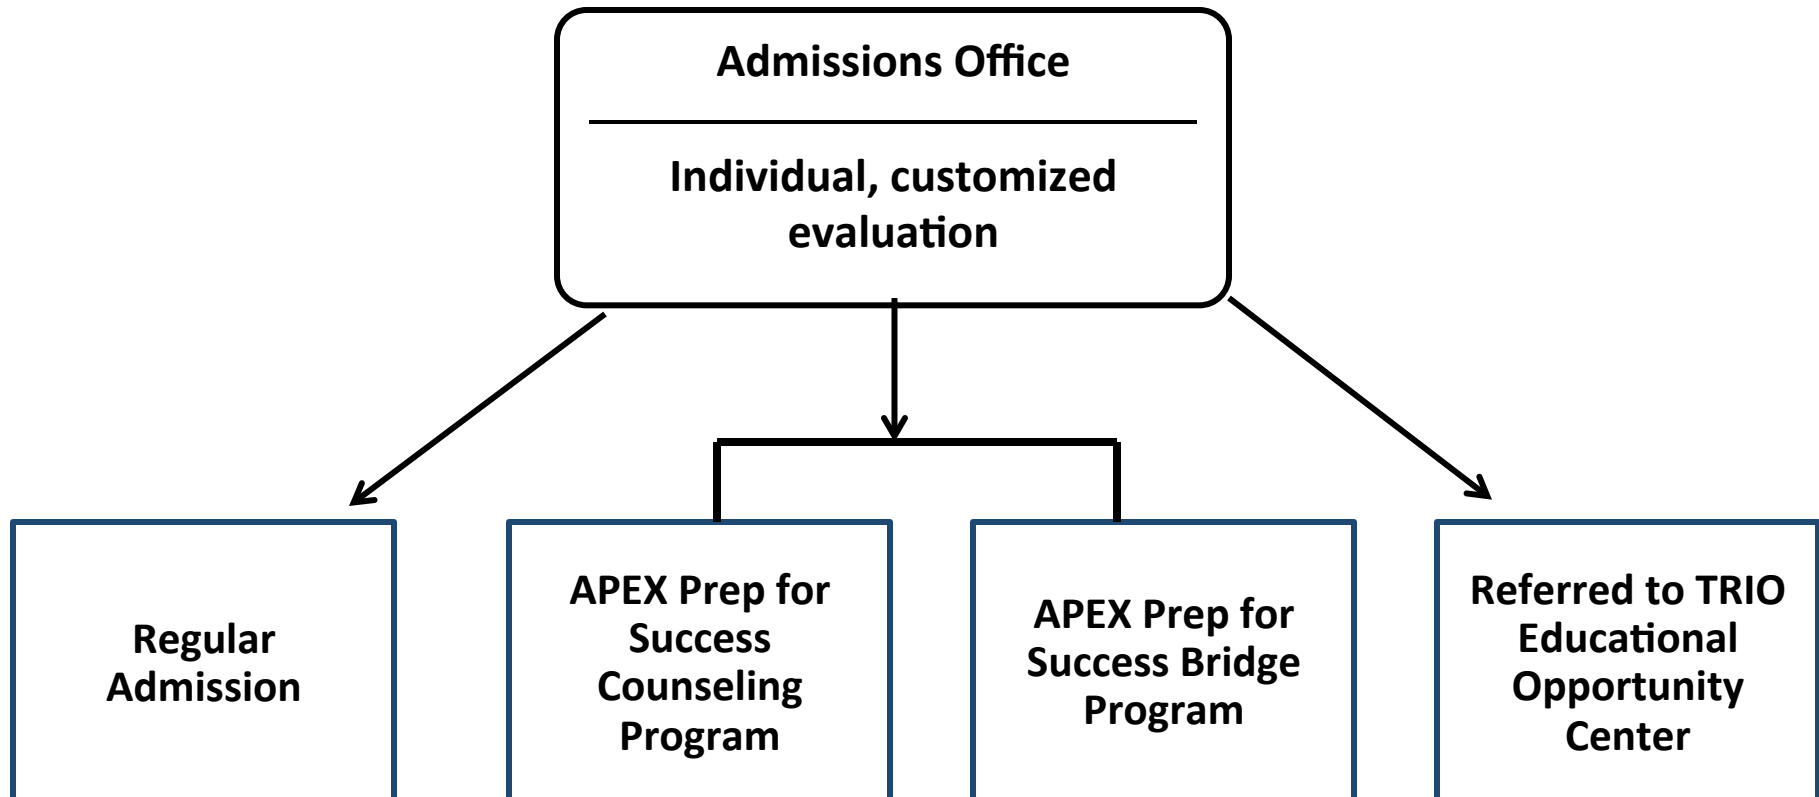 Admissions Office
Individual, customized
evaluation
Regular
Admission
APEX Prep for
Success
Counseling
Program
APEX Prep for
Success Bridge
Program
Referred to TRIO
Educational
Opportunity
Center